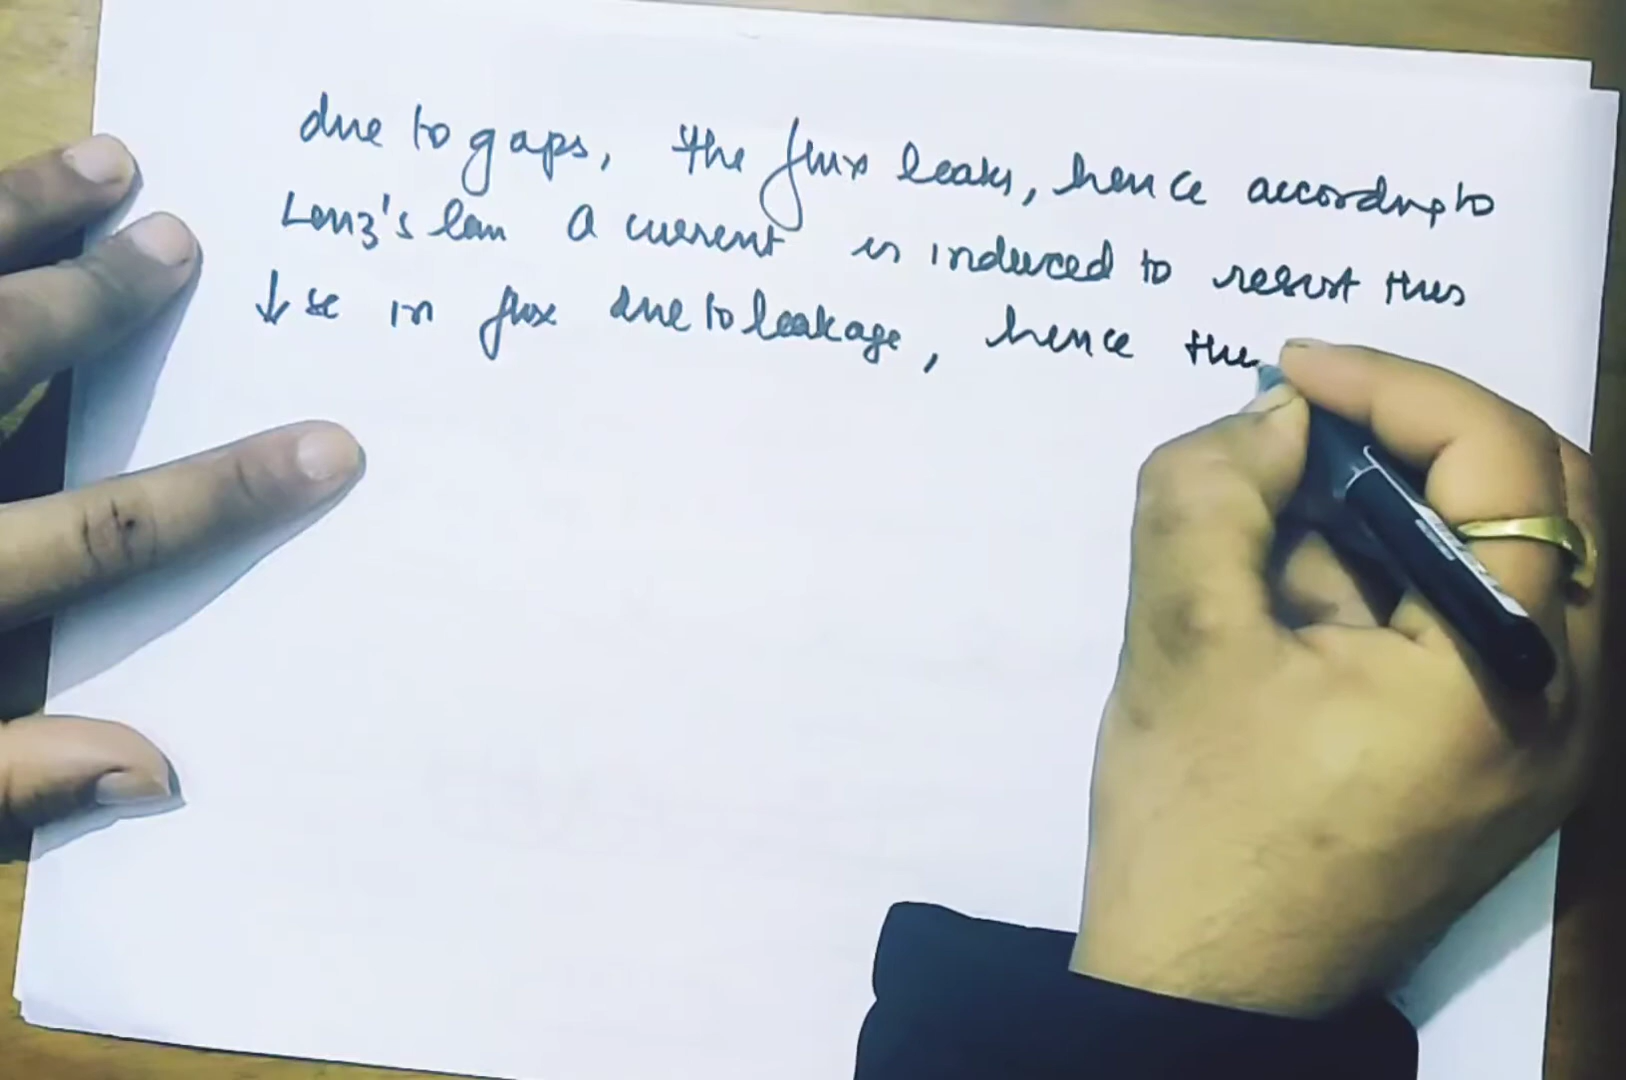 due to gaps, the flux leaks, hence according to
Lenz's law a current is induced to resist this
↓se in flux due to leakage, hence the